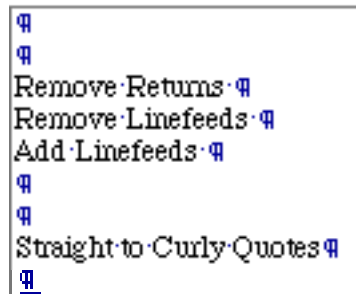 ¶
¶
Remove·Returns·¶
Remove·Linefeeds·¶
Add·Linefeeds·¶
¶
¶
Straight·to·Curly·Quotes¶
¶